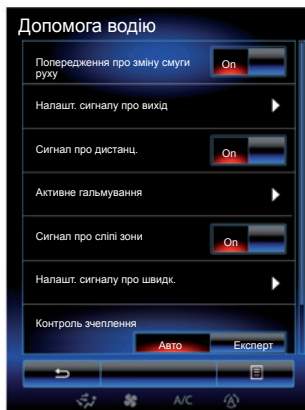 Допомога водію
Попередження про зміну смуги
руху
On
Налашт. сигналу про вихід
Сигнал про дистанц.
On
Активне гальмування
Сигнал про сліпі зони
On
Налашт. сигналу про швидк.
Контроль зчеплення
Авто
Експерт
A/C
A